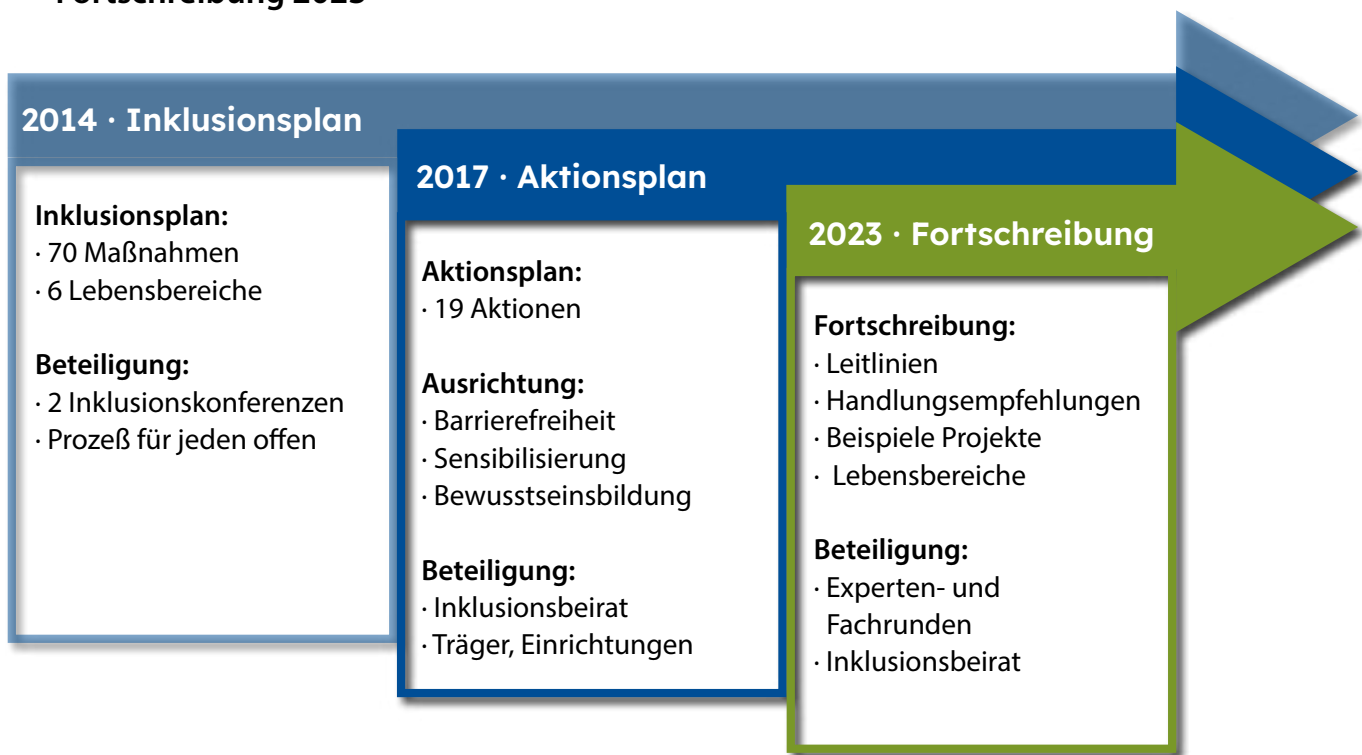 Fortschreibung 2023
2014 · Inklusionsplan
Inklusionsplan:
· 70 Maßnahmen
· 6 Lebensbereiche
Beteiligung:
· 2 Inklusionskonferenzen
· Prozeß für jeden offen
2017 · Aktionsplan
Aktionsplan:
· 19 Aktionen
Ausrichtung:
· Barrierefreiheit
· Sensibilisierung
· Bewusstseinsbildung
Beteiligung:
· Inklusionsbeirat
· Träger, Einrichtungen
2023 · Fortschreibung
Fortschreibung:
· Leitlinien
· Handlungsempfehlungen
· Beispiele Projekte
· Lebensbereiche
Beteiligung:
· Experten- und
Fachrunden
· Inklusionsbeirat